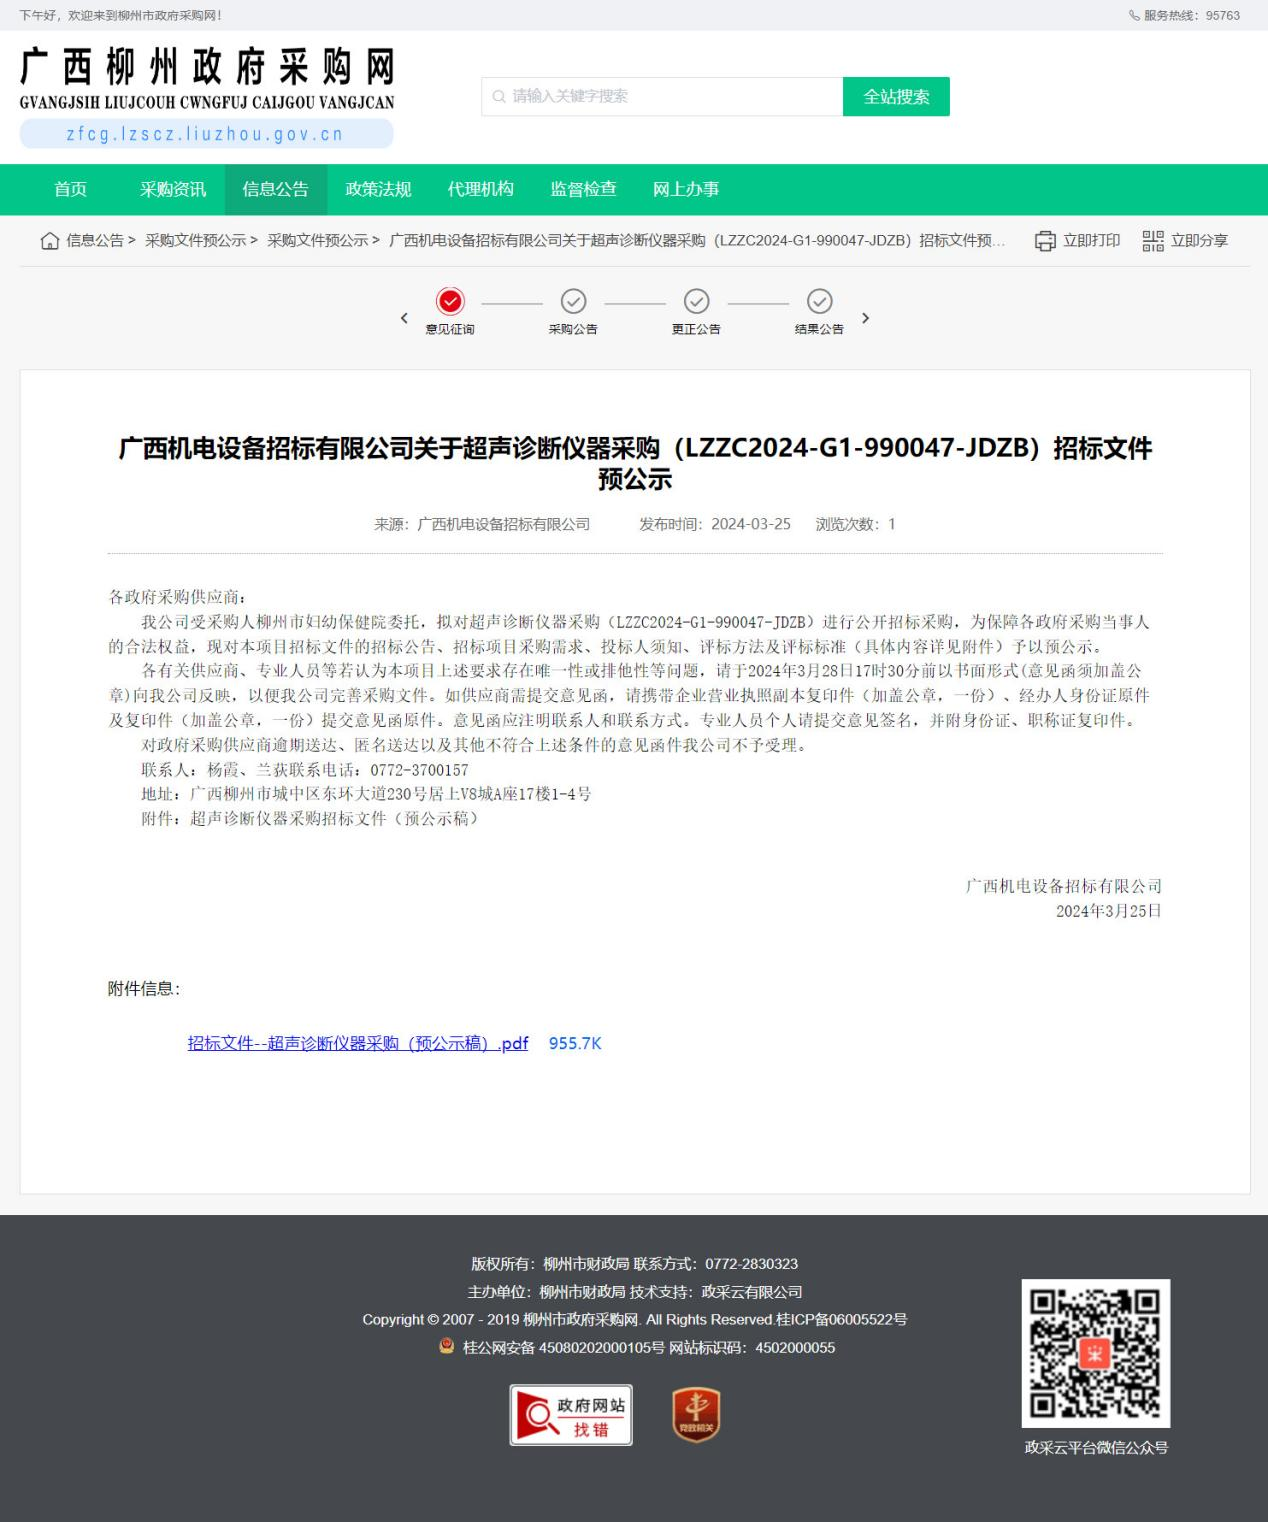 下午好，欢迎来到柳州市政府采购网！
服务热线：95763
广西柳州政府采购网
GVANGJSIH LIUJCOUH CWNGFUJ CAIJGOU VANGJCAN
zfcg.lzscz.liuzhou.gov.cn
请输入关键字搜索
全站搜索
首页 采购资讯 信息公告 政策法规 代理机构 监督检查 网上办事
信息公告 > 采购文件预公示 > 采购文件预公示 > 广西机电设备招标有限公司关于超声诊断仪器采购（LZZC2024-G1-990047-JDZB）招标文件预... 立即打印 立即分享
意见征询 采购公告 更正公告 结果公告
广西机电设备招标有限公司关于超声诊断仪器采购（LZZC2024-G1-990047-JDZB）招标文件
预公示
来源：广西机电设备招标有限公司 发布时间：2024-03-25 浏览次数：1
各政府采购供应商：
我公司受采购人柳州市妇幼保健院委托，拟对超声诊断仪器采购（LZZC2024-G1-990047-JDZB）进行公开招标采购，为保障各政府采购当事人
的合法权益，现对本项目招标文件的招标公告、招标项目采购需求、投标人须知、评标方法及评标标准（具体内容详见附件）予以预公示。
各有关供应商、专业人员等若认为本项目上述要求存在唯一性或排他性等问题，请于2024年3月28日17时30分前以书面形式(意见函须加盖公
章)向我公司反映，以便我公司完善采购文件。如供应商需提交意见函，请携带企业营业执照副本复印件（加盖公章，一份）、经办人身份证原件
及复印件（加盖公章，一份）提交意见函原件。意见函应注明联系人和联系方式。专业人员个人请提交意见签名，并附身份证、职称证复印件。
对政府采购供应商逾期送达、匿名送达以及其他不符合上述条件的意见函件我公司不予受理。
联系人：杨霞、兰荻联系电话：0772-3700157
地址：广西柳州市城中区东环大道230号居上V8城A座17楼1-4号
附件：超声诊断仪器采购招标文件（预公示稿）
广西机电设备招标有限公司
2024年3月25日
附件信息：
招标文件--超声诊断仪器采购（预公示稿）.pdf 955.7K
版权所有：柳州市财政局 联系方式：0772-2830323
主办单位：柳州市财政局 技术支持：政采云有限公司
Copyright © 2007 - 2019 柳州市政府采购网. All Rights Reserved.桂ICP备06005522号
桂公网安备 45080202000105号 网站标识码：4502000055
政府网站
找错
党政机关
采
政采云平台微信公众号